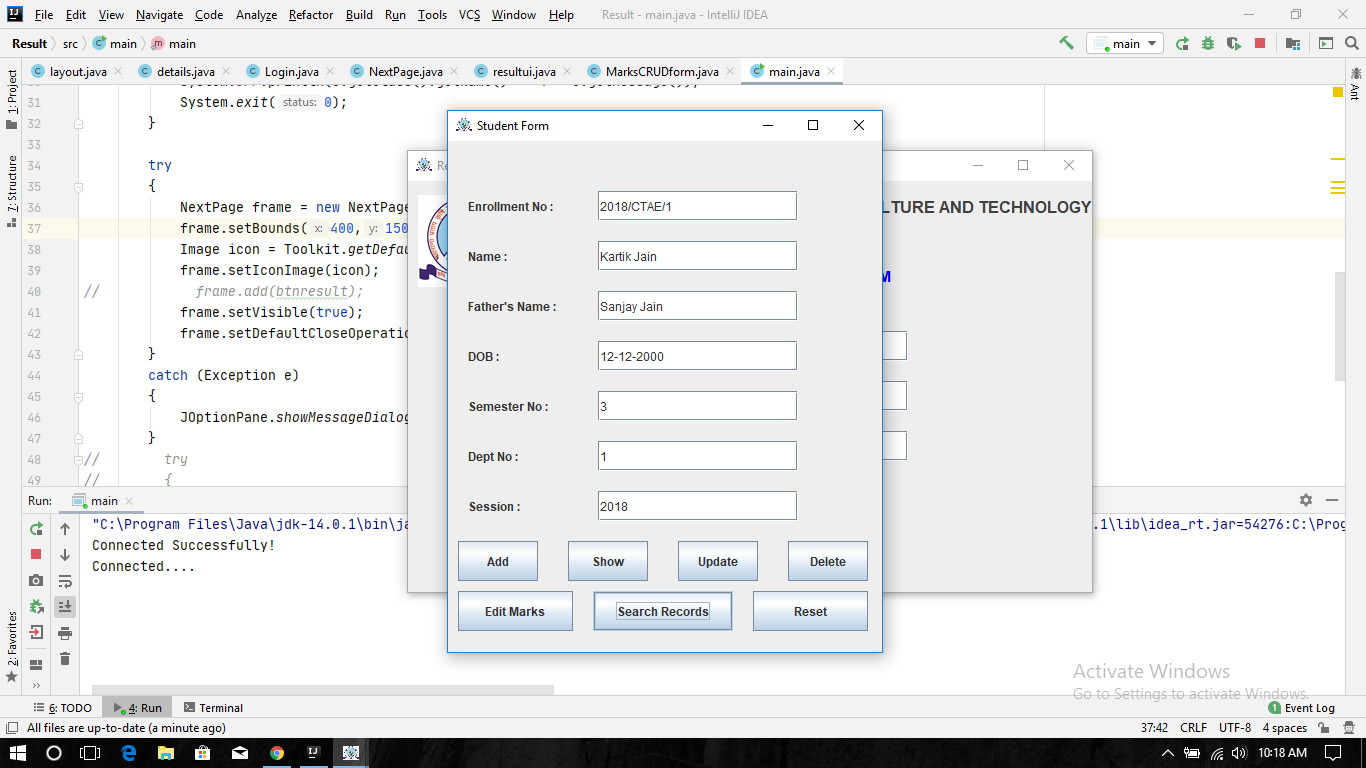 File Edit View Navigate Code Analyze Refactor Build Run Tools VCS Window Help Result - main.java - IntelliJ IDEA
Result src main main main
layout.java details.java Login.java NextPage.java resultui.java MarksCRUDform.java main.java
1: Project
7: Structure
2: Favorites
Ant
31 System.exit( status: 0);
32 }
33
34 try
35 {
36 NextPage frame = new NextPage
37 frame.setBounds( x: 400, y: 150
38 Image icon = Toolkit.getDefau
39 frame.setIconImage(icon);
40 // frame.add(btnresult);
41 frame.setVisible(true);
42 frame.setDefaultCloseOperatio
43 }
44 catch (Exception e)
45 {
46 JOptionPane.showMessageDialog
47 }
48 // try
49 // {
Re
LTURE AND TECHNOLOGY
M
Student Form
Enrollment No : 2018/CTAE/1
Name : Kartik Jain
Father's Name : Sanjay Jain
DOB : 12-12-2000
Semester No : 3
Dept No : 1
Session : 2018
Add Show Update Delete
Edit Marks Search Records Reset
Run: main
"C:\Program Files\Java\jdk-14.0.1\bin\ja .1\lib\idea_rt.jar=54276:C:\Prog
Connected Successfully!
Connected....
Activate Windows
Go to Settings to activate Windows.
6: TODO 4: Run Terminal 1 Event Log
All files are up-to-date (a minute ago) 37:42 CRLF UTF-8 4 spaces
10:18 AM